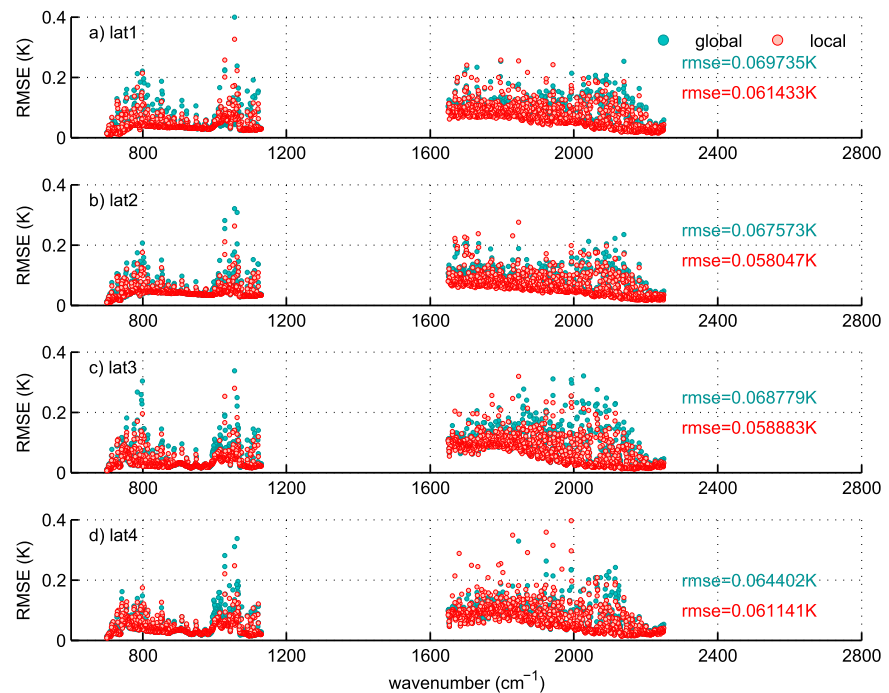 a) lat1
global local
rmse=0.069735K
rmse=0.061433K
RMSE (K)
0.4
0.2
0
800 1200 1600 2000 2400 2800
b) lat2
rmse=0.067573K
rmse=0.058047K
RMSE (K)
0.4
0.2
0
800 1200 1600 2000 2400 2800
c) lat3
rmse=0.068779K
rmse=0.058883K
RMSE (K)
0.4
0.2
0
800 1200 1600 2000 2400 2800
d) lat4
rmse=0.064402K
rmse=0.061141K
RMSE (K)
0.4
0.2
0
800 1200 1600 2000 2400 2800
wavenumber (cm⁻¹)